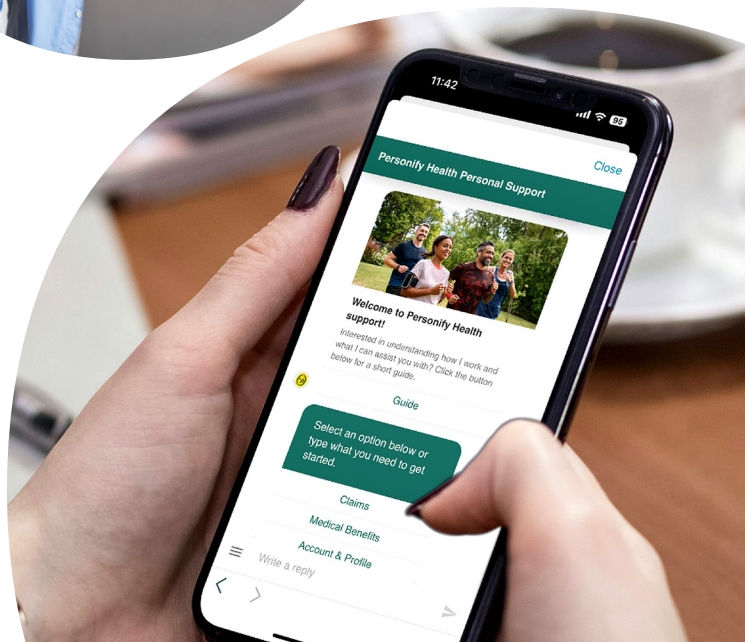 11:42
95
Close
Personify Health Personal Support
Welcome to Personify Health
support!
Interested in understanding how I work and
what I can assist you with? Click the button
below for a short guide.
Guide
Select an option below or
type what you need to get
started.
Claims
Medical Benefits
Account & Profile
Write a reply